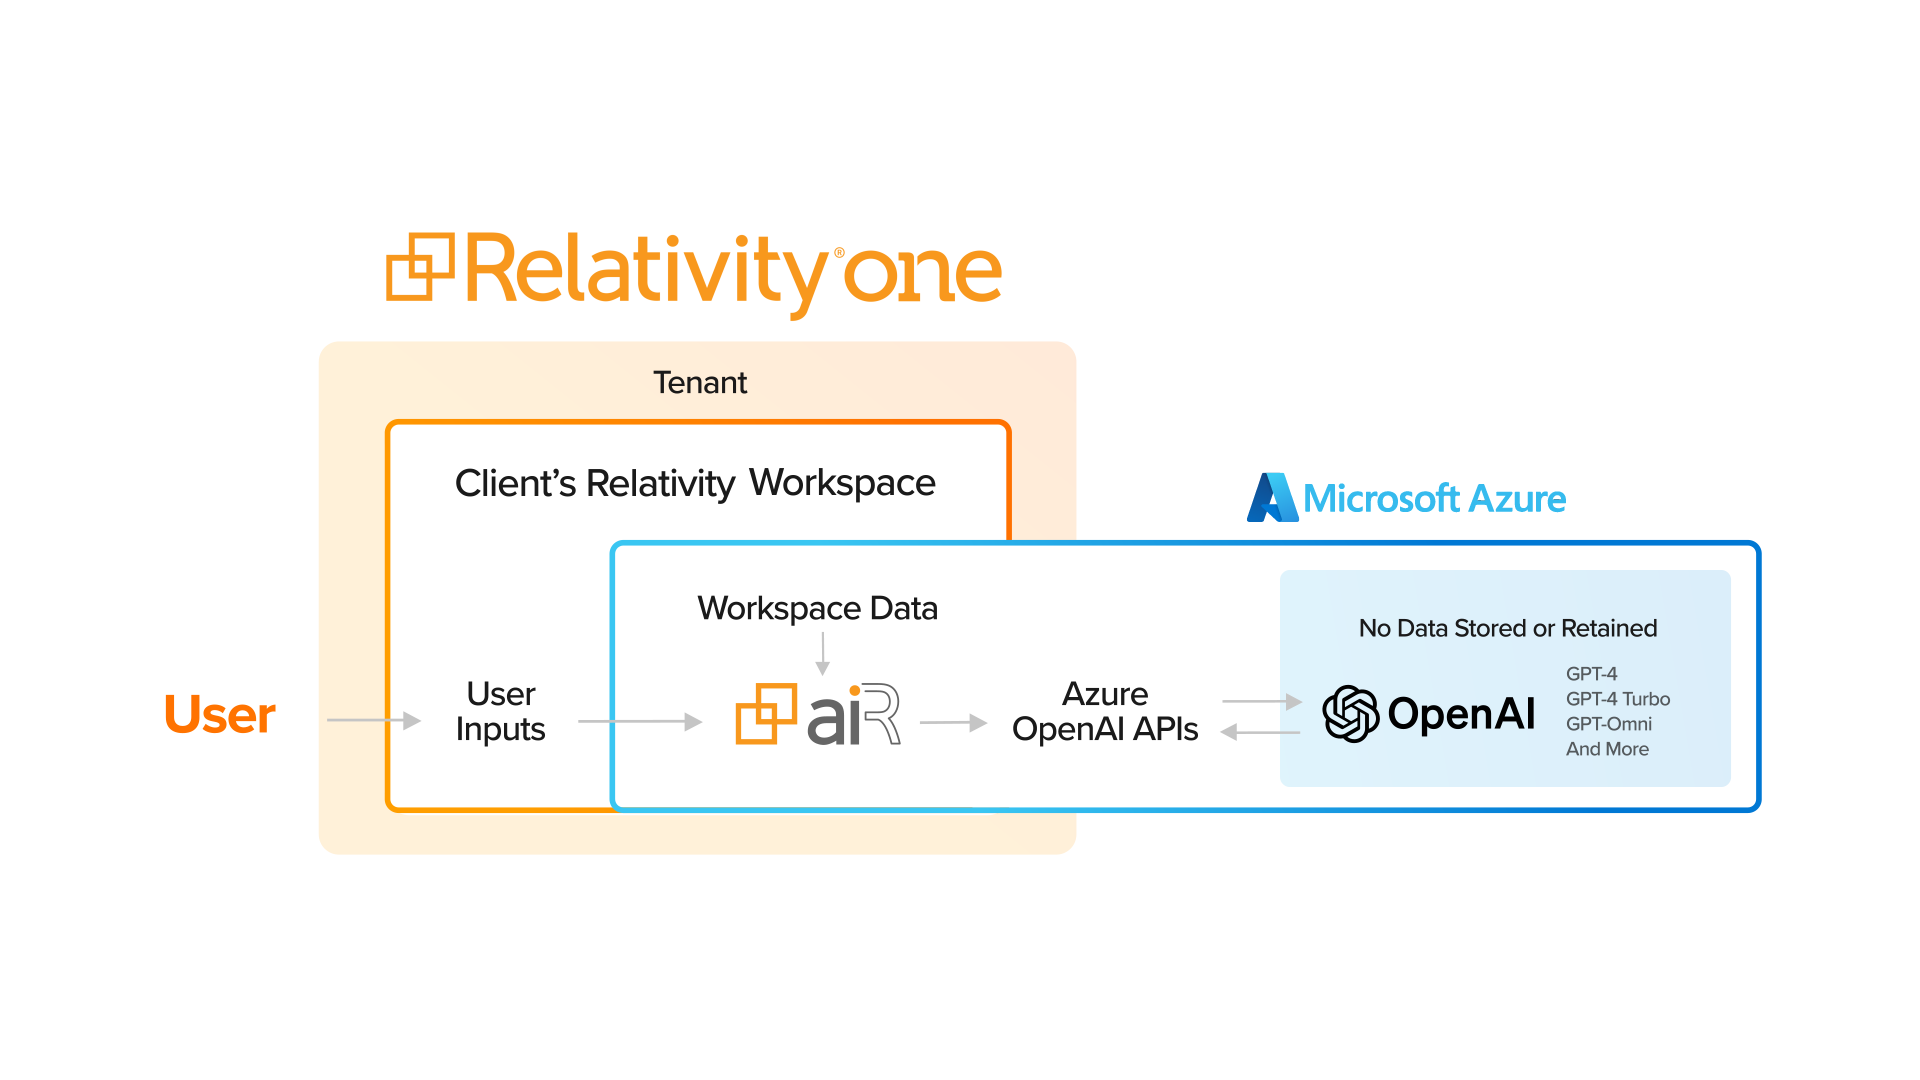 Relativity® one
Tenant
Client’s Relativity Workspace
Microsoft Azure
Workspace Data
No Data Stored or Retained
User
User
Inputs
aiR
Azure
OpenAI APIs
OpenAI
GPT-4
GPT-4 Turbo
GPT-Omni
And More